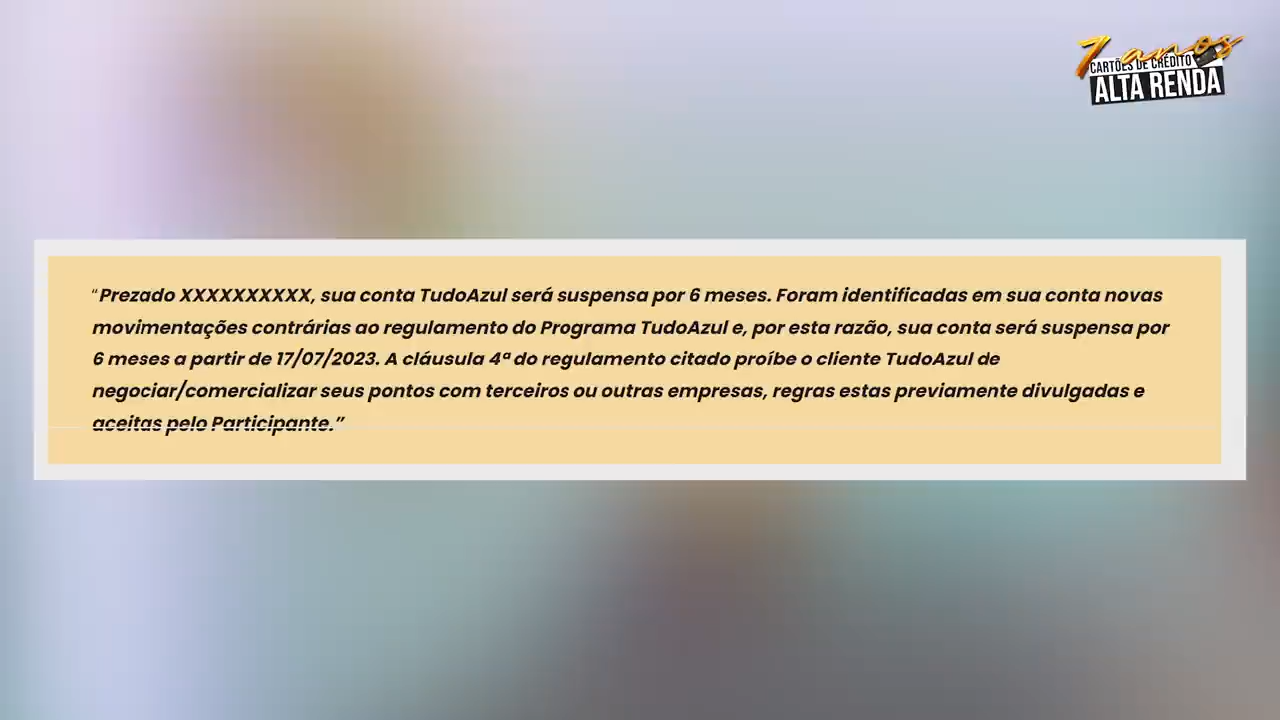 7 anos
CARTÕES DE CRÉDITO
ALTA RENDA
“Prezado XXXXXXXXXX, sua conta TudoAzul será suspensa por 6 meses. Foram identificadas em sua conta novas
movimentações contrárias ao regulamento do Programa TudoAzul e, por esta razão, sua conta será suspensa por
6 meses a partir de 17/07/2023. A cláusula 4ª do regulamento citado proíbe o cliente TudoAzul de
negociar/comercializar seus pontos com terceiros ou outras empresas, regras estas previamente divulgadas e
aceitas pelo Participante.”